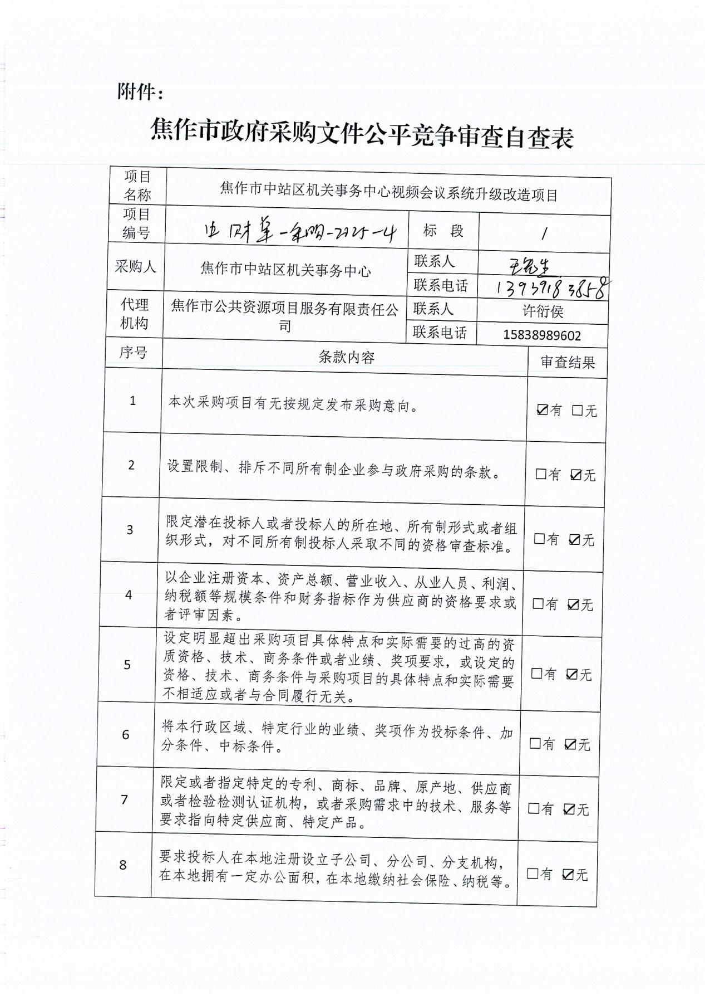 附件：
焦作市政府采购文件公平竞争审查自查表
项目
名称
焦作市中站区机关事务中心视频会议系统升级改造项目
项目
编号
中财单-采购-2025-4
标 段
/
采购人
焦作市中站区机关事务中心
联系人
联系电话
13939183858
代理
机构
焦作市公共资源项目服务有限责任公
司
联系人
许衍侯
联系电话
15838989602
序号
条款内容
审查结果
1
本次采购项目有无按规定发布采购意向。
☑有 □无
2
设置限制、排斥不同所有制企业参与政府采购的条款。
□有 ☑无
3
限定潜在投标人或者投标人的所在地、所有制形式或者组
织形式，对不同所有制投标人采取不同的资格审查标准。
□有 ☑无
4
以企业注册资本、资产总额、营业收入、从业人员、利润、
纳税额等规模条件和财务指标作为供应商的资格要求或
者评审因素。
□有 ☑无
5
设定明显超出采购项目具体特点和实际需要的过高的资
质资格、技术、商务条件或者业绩、奖项要求，或设定的
资格、技术、商务条件与采购项目的具体特点和实际需要
不相适应或者与合同履行无关。
□有 ☑无
6
将本行政区域、特定行业的业绩、奖项作为投标条件、加
分条件、中标条件。
□有 ☑无
7
限定或者指定特定的专利、商标、品牌、原产地、供应商
或者检验检测认证机构，或者采购需求中的技术、服务等
要求指向特定供应商、特定产品。
□有 ☑无
8
要求投标人在本地注册设立子公司、分公司、分支机构，
在本地拥有一定办公面积，在本地缴纳社会保险、纳税等。
□有 ☑无